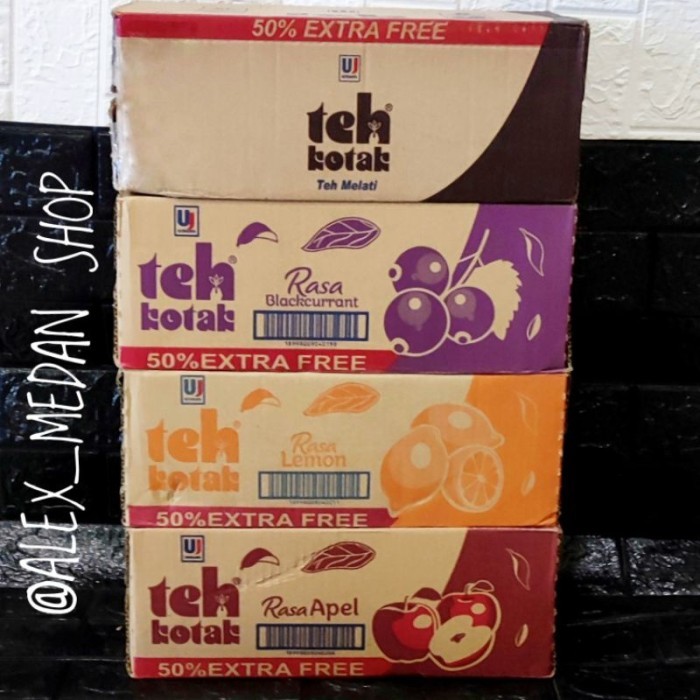 50% EXTRA FREE
UJ
teh
kotak
Teh Melati
UJ
teh
kotak
Rasa
Blackcurrant
50%EXTRA FREE
UJ
teh
kotak
Rasa
Lemon
50%EXTRA FREE
UJ
teh
kotak
Rasa Apel
50%EXTRA FREE
@ALEX_MEDAN SHOP